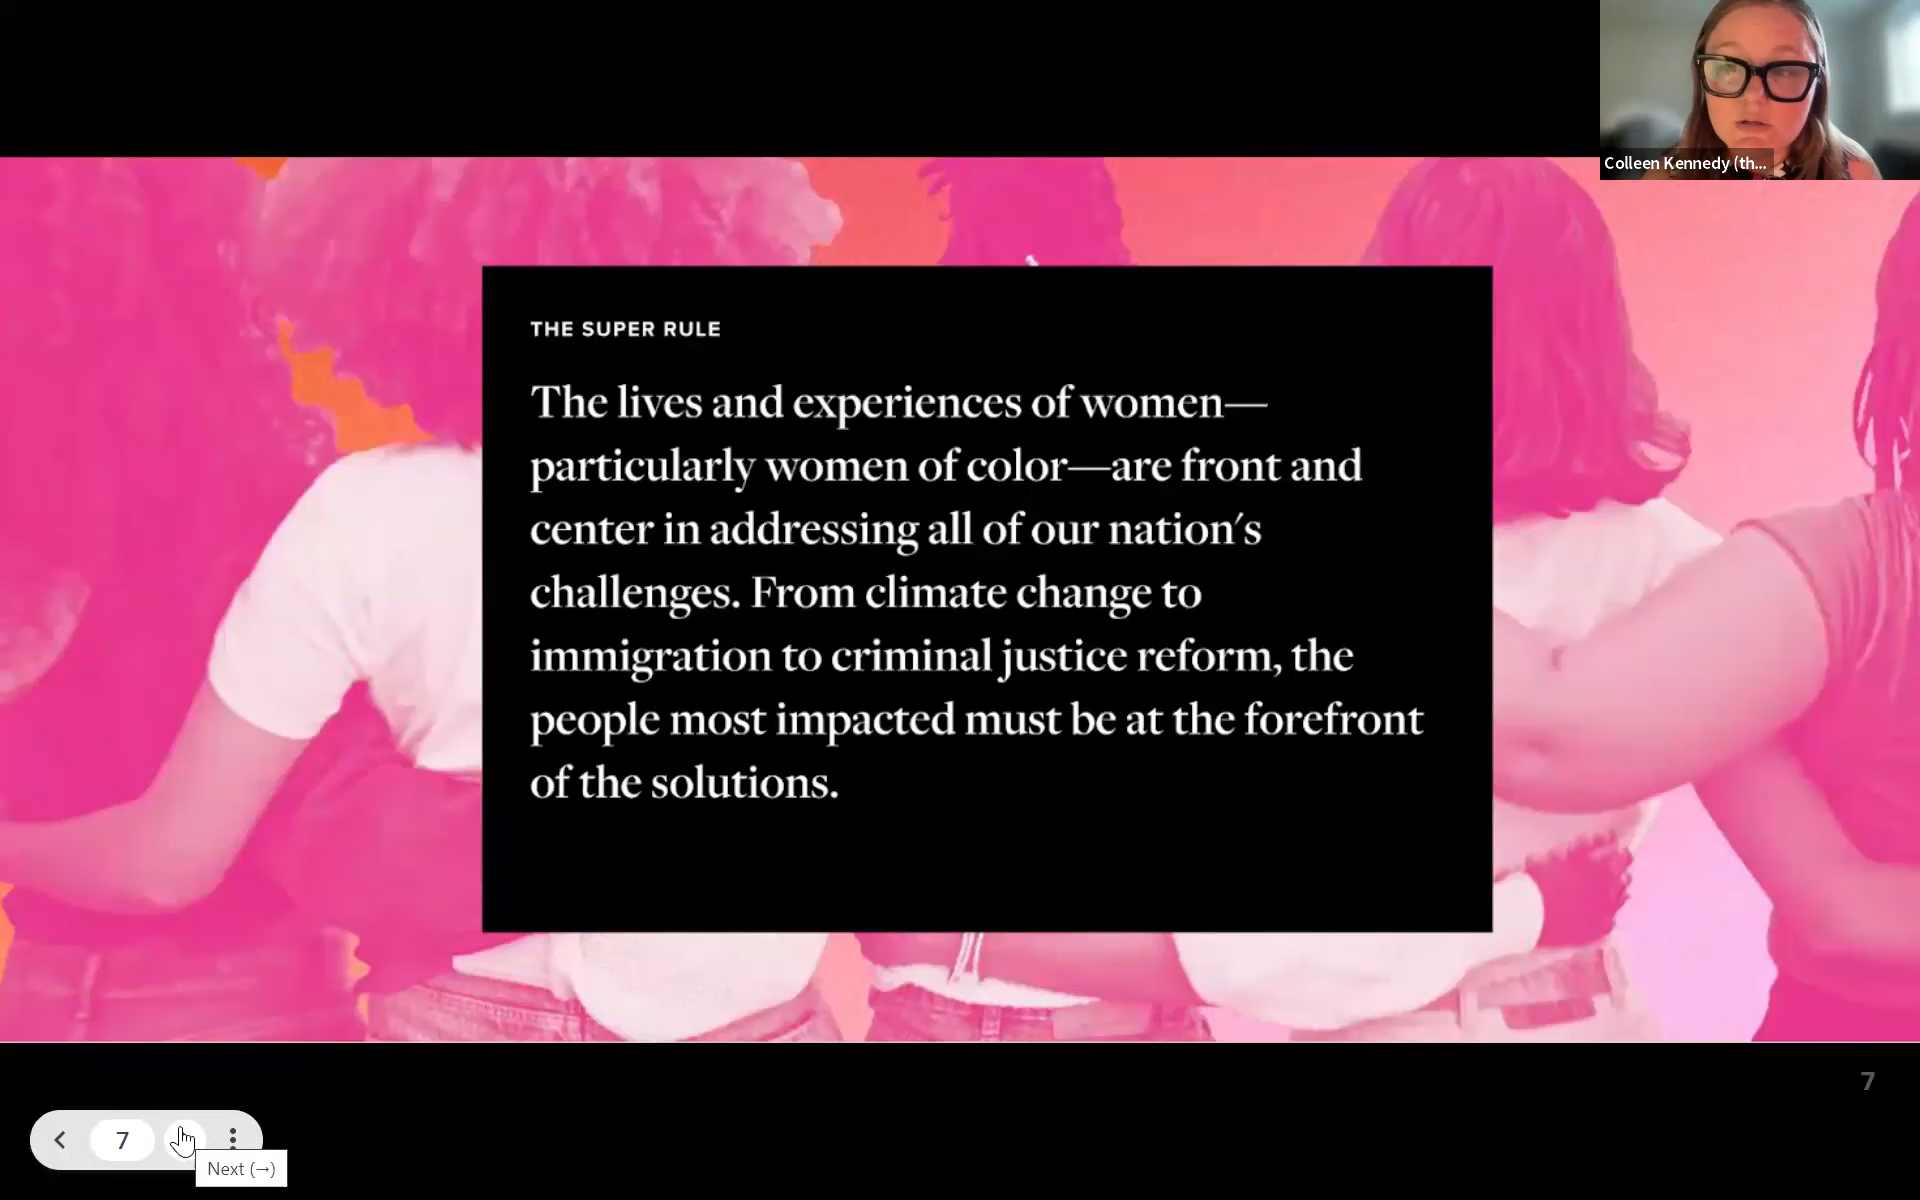 Colleen Kennedy (th...
THE SUPER RULE
The lives and experiences of women—
particularly women of color—are front and
center in addressing all of our nation's
challenges. From climate change to
immigration to criminal justice reform, the
people most impacted must be at the forefront
of the solutions.
7
7
Next (→)